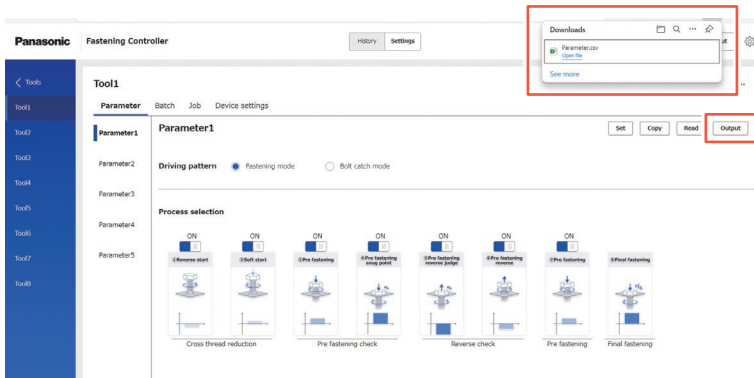 Downloads
Parameter.csv
Open file
See more
Panasonic
Fastening Controller
History
Settings
Tools
Tool1
Tool2
Tool3
Tool4
Tool5
Tool6
Tool7
Tool8
Tool1
Parameter
Batch
Job
Device settings
Parameter1
Parameter2
Parameter3
Parameter4
Parameter5
Parameter1
Set
Copy
Read
Output
Driving pattern
Fastening mode
Bolt catch mode
Process selection
ON
①Reverse start
ON
②Soft start
ON
③Pre fastening
ON
④Pre fastening
snug point
ON
⑤Pre fastening
reverse judge
ON
⑥Pre fastening
reverse
ON
⑦Pre fastening
⑧Final fastening
Cross thread reduction
Pre fastening check
Reverse check
Pre fastening
Final fastening